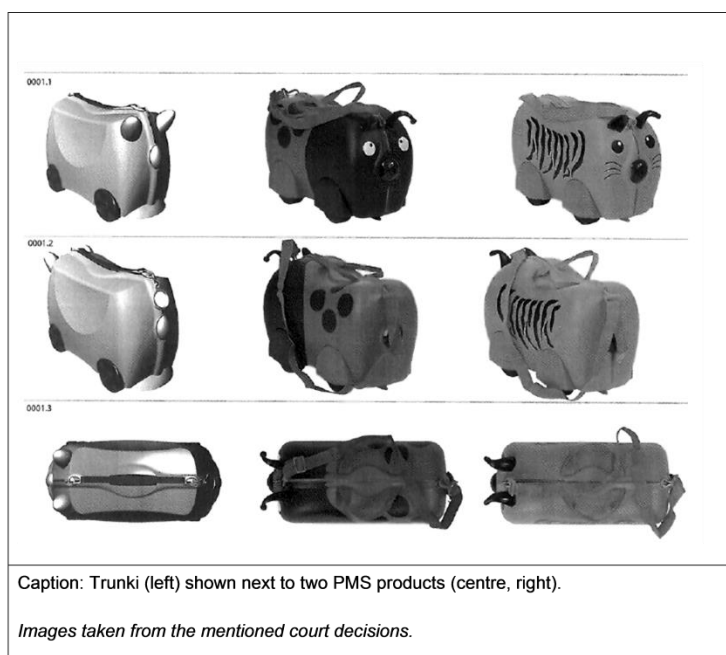 0001.1
0001.2
0001.3
Caption: Trunki (left) shown next to two PMS products (centre, right).
Images taken from the mentioned court decisions.